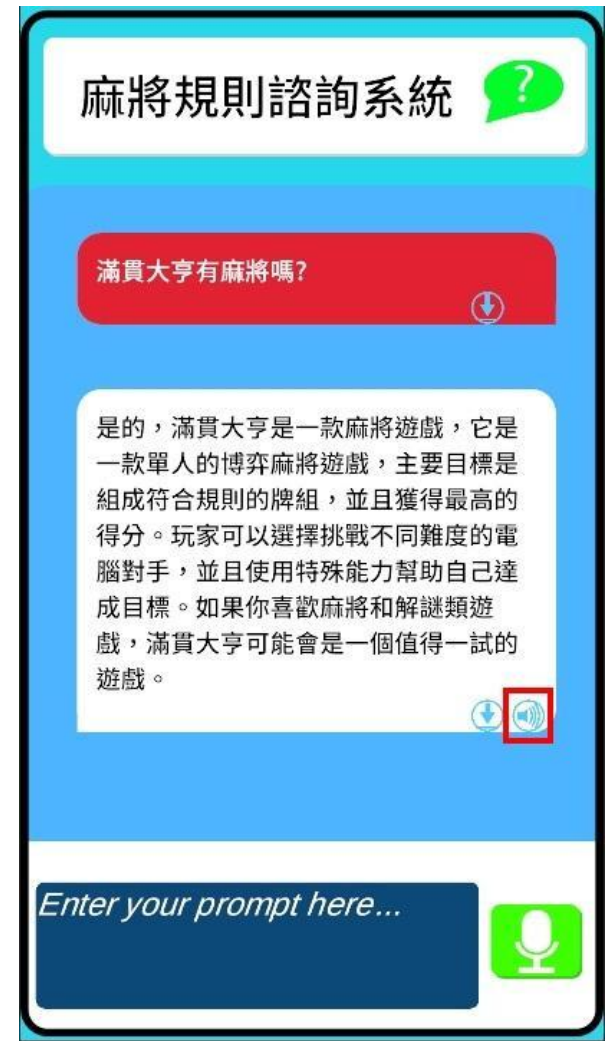 麻將規則諮詢系統
?
滿貫大亨有麻將嗎?
是的，滿貫大亨是一款麻將遊戲，它是
一款單人的博弈麻將遊戲，主要目標是
組成符合規則的牌組，並且獲得最高的
得分。玩家可以選擇挑戰不同難度的電
腦對手，並且使用特殊能力幫助自己達
成目標。如果你喜歡麻將和解謎類遊
戲，滿貫大亨可能會是一個值得一試的
遊戲。
Enter your prompt here...